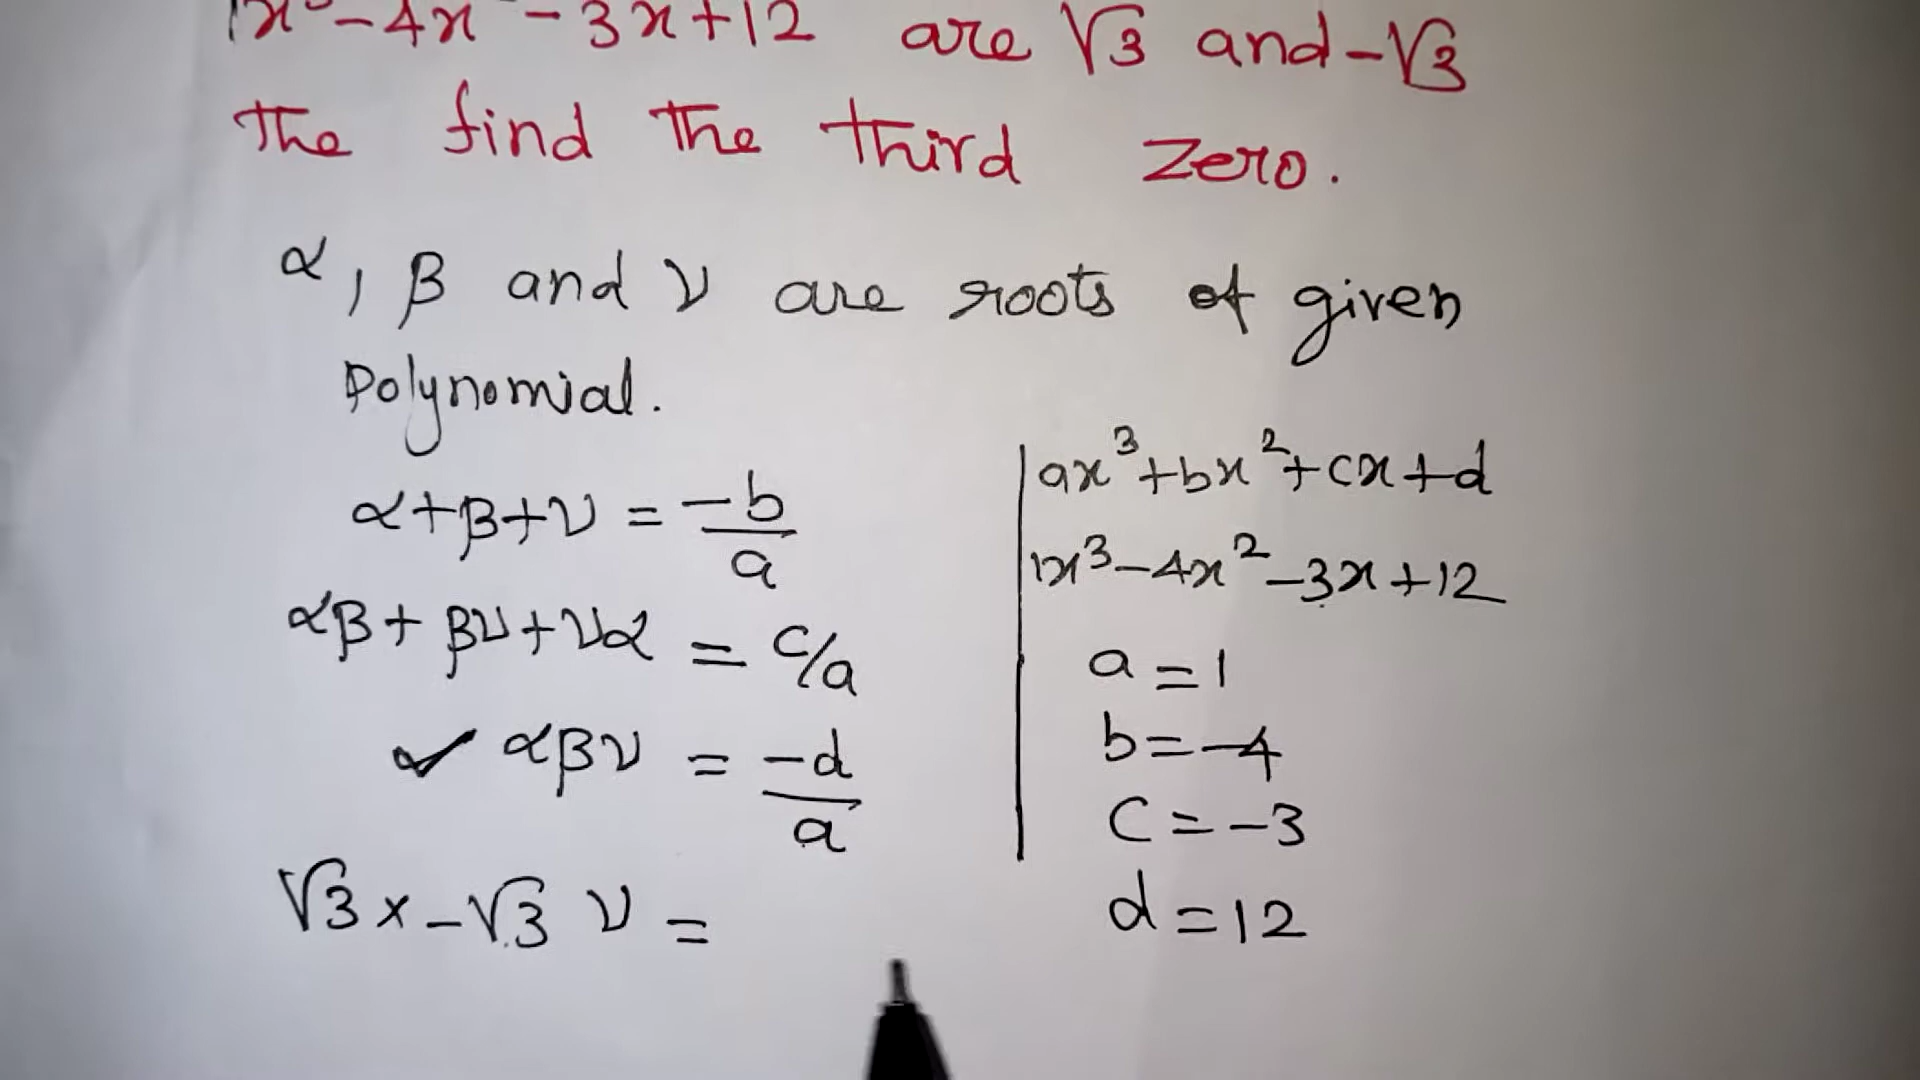 1x³-4x²-3x+12 are √3 and -√3
the find the third zero.
α, β and ν are roots of given
Polynomial.
α+β+ν = -b/a
αβ+βν+να = c/a
✓ αβν = -d/a
√3 x -√3 ν =
ax³+bx²+cx+d
1x³-4x²-3x+12
a=1
b=-4
c=-3
d=12